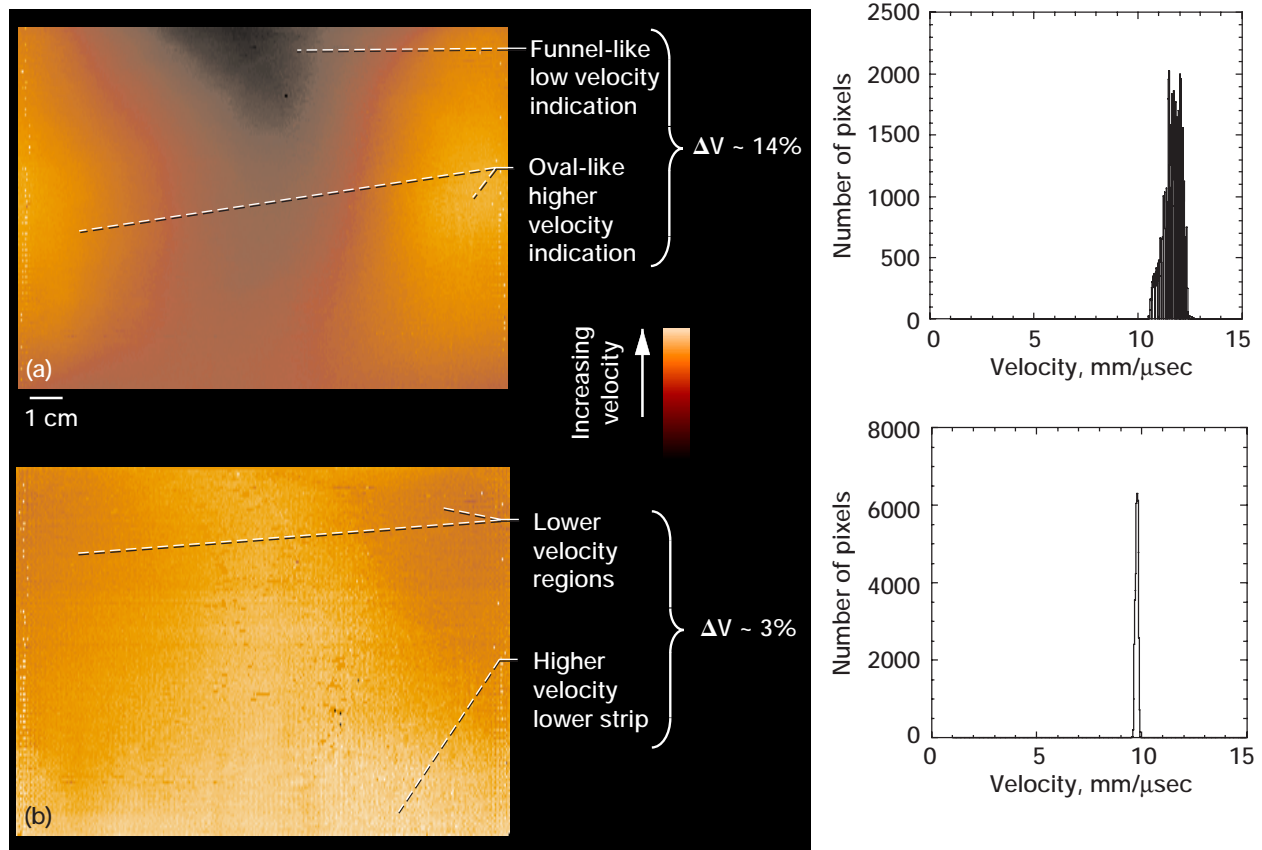 Funnel-like
low velocity
indication
ΔV ~ 14%
Oval-like
higher
velocity
indication
(a)
1 cm
Increasing
velocity
Lower
velocity
regions
ΔV ~ 3%
Higher
velocity
lower strip
(b)
2500
2000
1500
1000
500
0
Number of pixels
0 5 10 15
Velocity, mm/μsec
8000
6000
4000
2000
0
Number of pixels
0 5 10 15
Velocity, mm/μsec